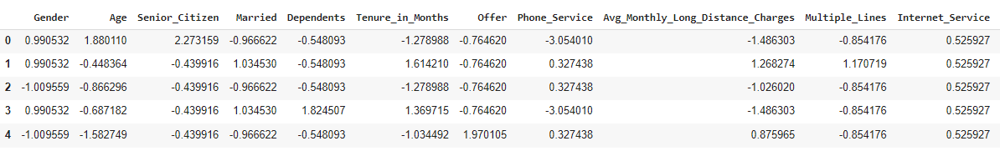 Gender Age Senior_Citizen Married Dependents Tenure_in_Months Offer Phone_Service Avg_Monthly_Long_Distance_Charges Multiple_Lines Internet_Service
0 0.990532 1.880110 2.273159 -0.966622 -0.548093 -1.278988 -0.764620 -3.054010 -1.486303 -0.854176 0.525927
1 0.990532 -0.448364 -0.439916 1.034530 -0.548093 1.614210 -0.764620 0.327438 1.268274 1.170719 0.525927
2 -1.009559 -0.866296 -0.439916 -0.966622 -0.548093 -1.278988 -0.764620 0.327438 -1.026020 -0.854176 0.525927
3 0.990532 -0.687182 -0.439916 1.034530 1.824507 1.369715 -0.764620 -3.054010 -1.486303 -0.854176 0.525927
4 -1.009559 -1.582749 -0.439916 -0.966622 -0.548093 -1.034492 1.970105 0.327438 0.875965 -0.854176 0.525927